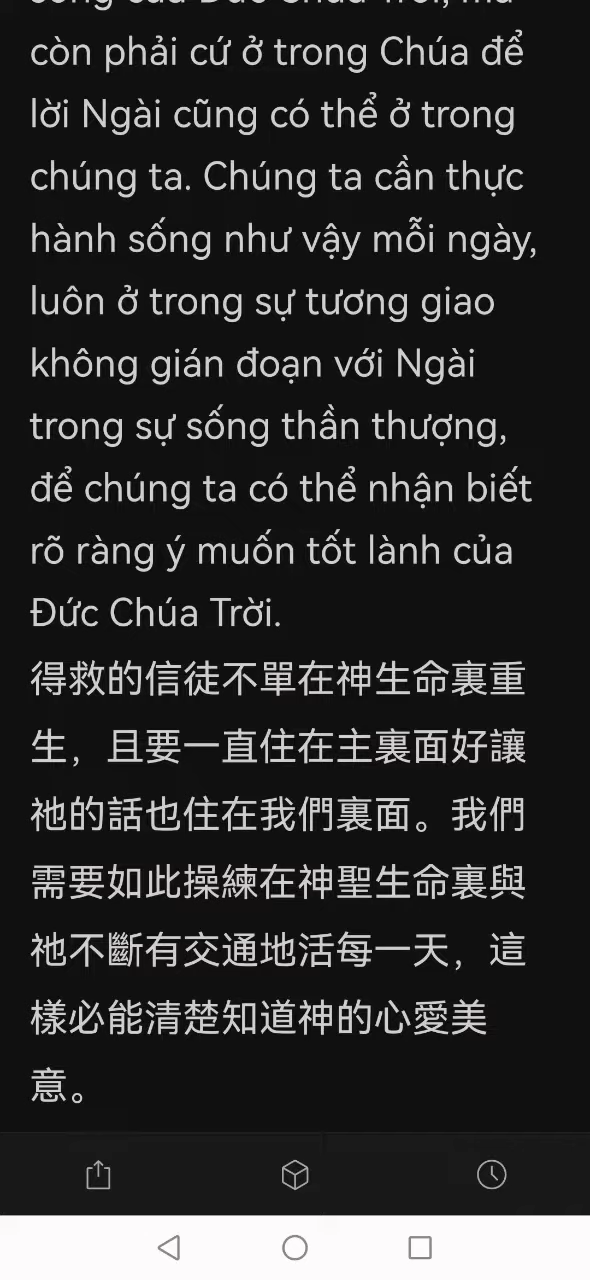 còn phải cứ ở trong Chúa để
lời Ngài cũng có thể ở trong
chúng ta. Chúng ta cần thực
hành sống như vậy mỗi ngày,
luôn ở trong sự tương giao
không gián đoạn với Ngài
trong sự sống thần thượng,
để chúng ta có thể nhận biết
rõ ràng ý muốn tốt lành của
Đức Chúa Trời.
得救的信徒不單在神生命裏重
生，且要一直住在主裏面好讓
祂的話也住在我們裏面。我們
需要如此操練在神聖生命裏與
祂不斷有交通地活每一天，這
樣必能清楚知道神的心愛美
意。